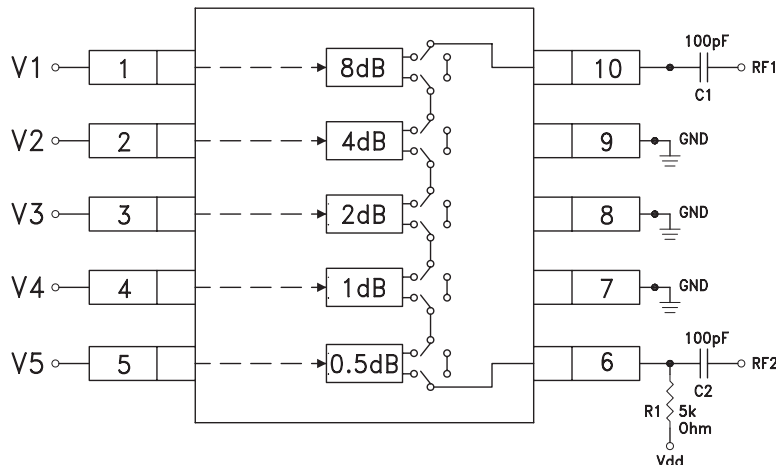 100pF
V1 1 8dB 10 RF1
C1
V2 2 4dB 9 GND
V3 3 2dB 8 GND
V4 4 1dB 7 GND
100pF
V5 5 0.5dB 6 RF2
C2
R1 5k
Ohm
Vdd